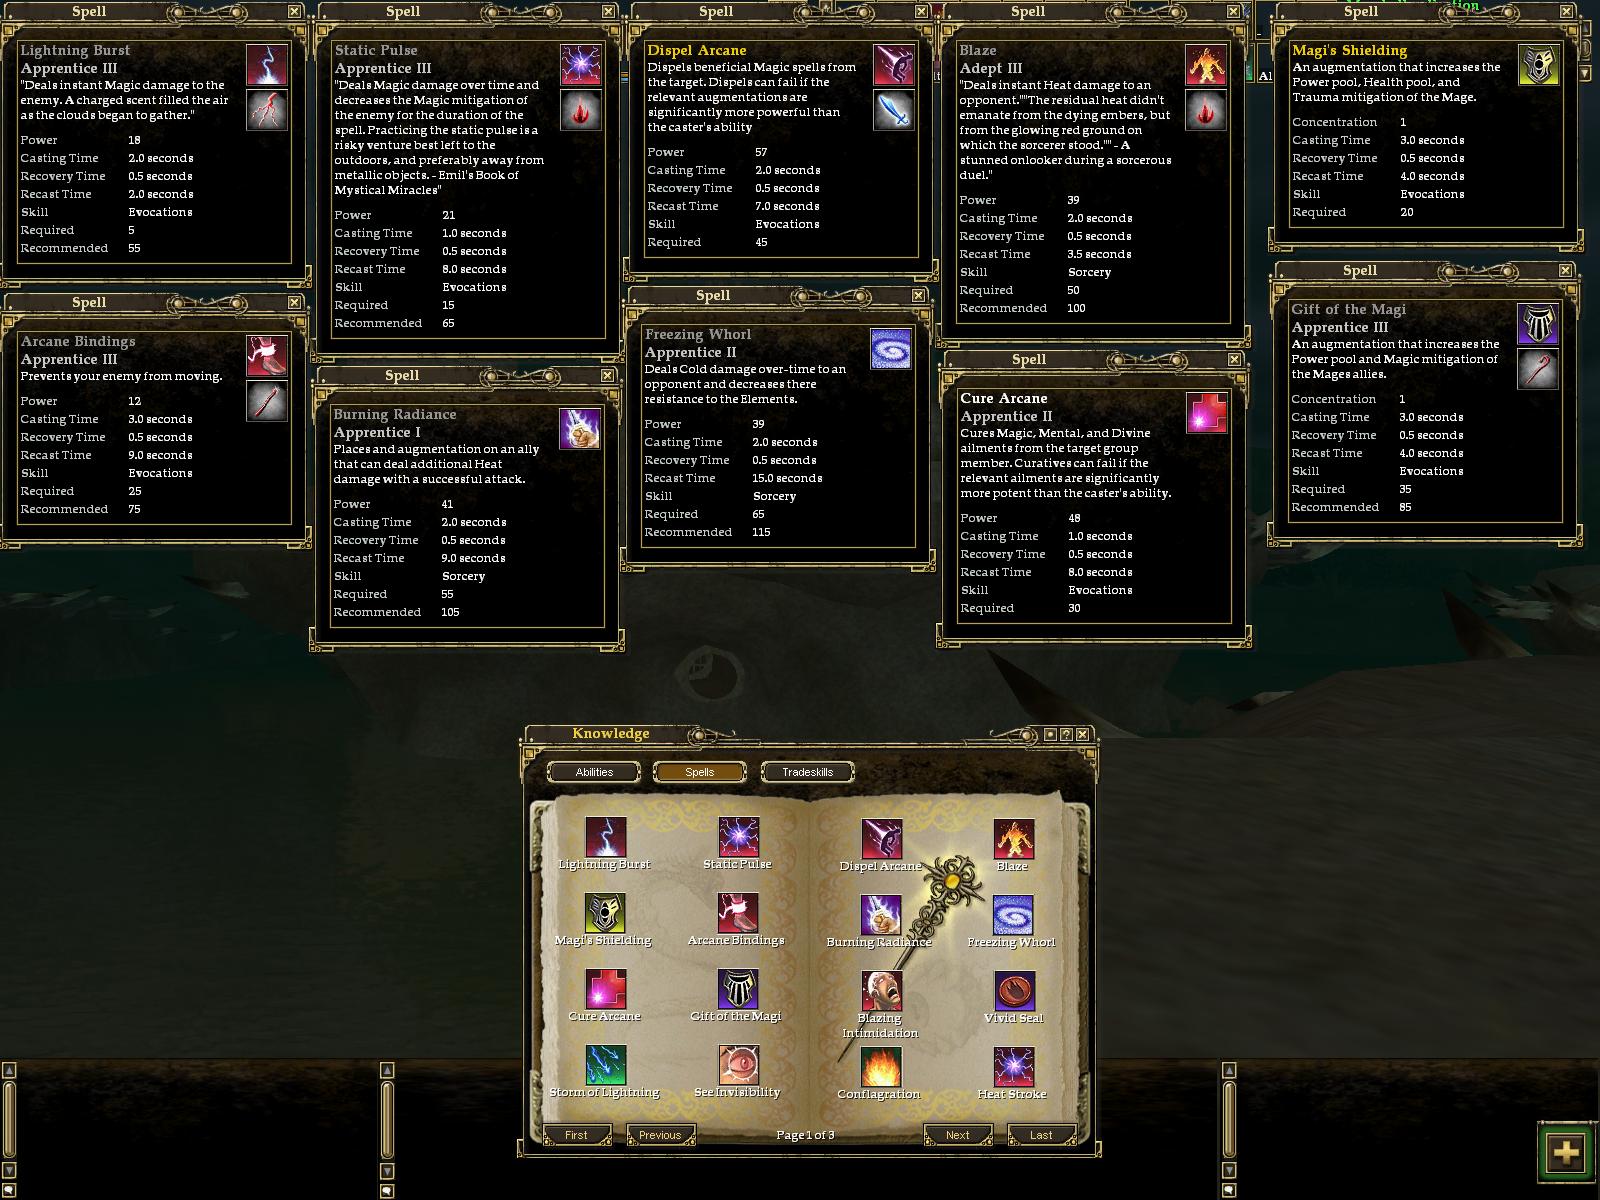 Spell
Lightning Burst
Apprentice III
"Deals instant Magic damage to the
enemy. A charged scent filled the air
as the clouds began to gather."
Power 18
Casting Time 2.0 seconds
Recovery Time 0.5 seconds
Recast Time 2.0 seconds
Skill Evocations
Required 5
Recommended 55
Spell
Arcane Bindings
Apprentice III
Prevents your enemy from moving.
Power 12
Casting Time 3.0 seconds
Recovery Time 0.5 seconds
Recast Time 9.0 seconds
Skill Evocations
Required 25
Recommended 75
Spell
Static Pulse
Apprentice III
"Deals Magic damage over time and
decreases the Magic mitigation of
the enemy for the duration of the
spell. Practicing the static pulse is a
risky venture best left to the
outdoors, and preferably away from
metallic objects. - Emil's Book of
Mystical Miracles"
Power 21
Casting Time 1.0 seconds
Recovery Time 0.5 seconds
Recast Time 8.0 seconds
Skill Evocations
Required 15
Recommended 65
Spell
Burning Radiance
Apprentice I
Places and augmentation on an ally
that can deal additional Heat
damage with a successful attack.
Power 41
Casting Time 2.0 seconds
Recovery Time 0.5 seconds
Recast Time 9.0 seconds
Skill Sorcery
Required 55
Recommended 105
Spell
Dispel Arcane
Dispels beneficial Magic spells from
the target. Dispels can fail if the
relevant augmentations are
significantly more powerful than
the caster's ability
Power 57
Casting Time 2.0 seconds
Recovery Time 0.5 seconds
Recast Time 7.0 seconds
Skill Evocations
Required 45
Spell
Freezing Whorl
Apprentice II
Deals Cold damage over-time to an
opponent and decreases there
resistance to the Elements.
Power 39
Casting Time 2.0 seconds
Recovery Time 0.5 seconds
Recast Time 15.0 seconds
Skill Sorcery
Required 65
Recommended 115
Spell
Blaze
Adept III
"Deals instant Heat damage to an
opponent.""The residual heat didn't
emanate from the dying embers, but
from the glowing red ground on
which the sorcerer stood."" - A
stunned onlooker during a sorcerous
duel."
Power 39
Casting Time 2.0 seconds
Recovery Time 0.5 seconds
Recast Time 3.5 seconds
Skill Sorcery
Required 50
Recommended 100
Spell
Cure Arcane
Apprentice II
Cures Magic, Mental, and Divine
ailments from the target group
member. Curatives can fail if the
relevant ailments are significantly
more potent than the caster's ability.
Power 48
Casting Time 1.0 seconds
Recovery Time 0.5 seconds
Recast Time 8.0 seconds
Skill Evocations
Required 30
Al
Spell
Magi's Shielding
An augmentation that increases the
Power pool, Health pool, and
Trauma mitigation of the Mage.
Concentration 1
Casting Time 3.0 seconds
Recovery Time 0.5 seconds
Recast Time 4.0 seconds
Skill Evocations
Required 20
Spell
Gift of the Magi
Apprentice III
An augmentation that increases the
Power pool and Magic mitigation of
the Mages allies.
Concentration 1
Casting Time 3.0 seconds
Recovery Time 0.5 seconds
Recast Time 4.0 seconds
Skill Evocations
Required 35
Recommended 85
Knowledge
?
Abilities Spells Tradeskills
Lightning Burst Static Pulse
Magi's Shielding Arcane Bindings
Cure Arcane Gift of the Magi
Storm of Lightning See Invisibility
Dispel Arcane Blaze
Burning Radiance Freezing Whorl
Blazing
Intimidation Vivid Seal
Conflagration Heat Stroke
First Previous Page 1 of 3 Next Last